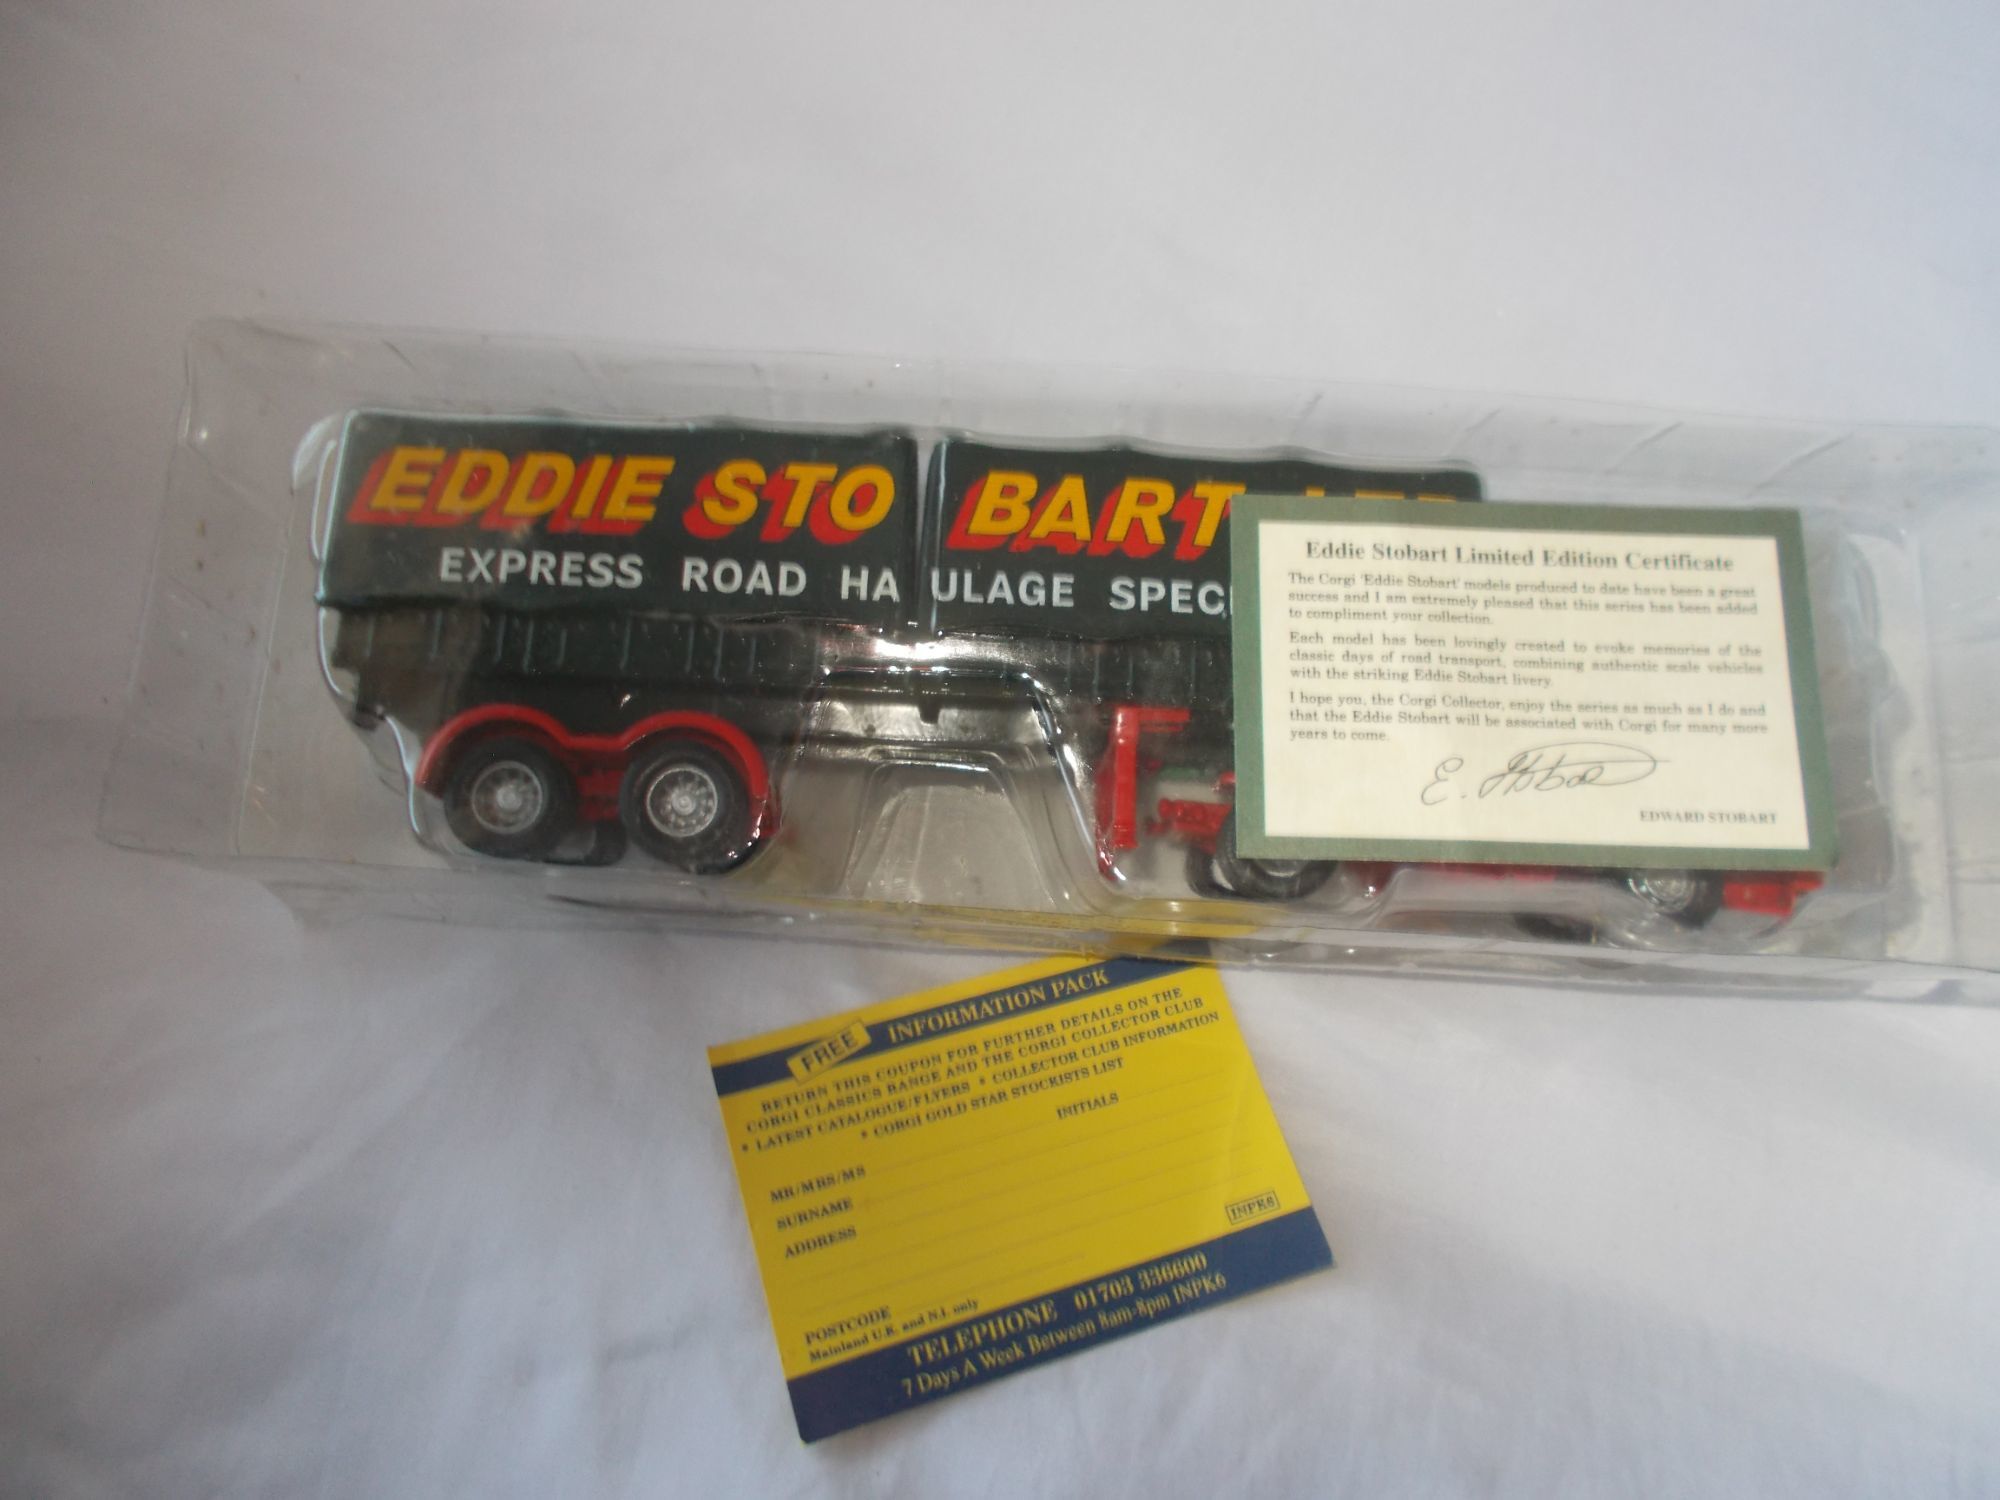 EDDIE STO BART LTD
EXPRESS ROAD HA ULAGE SPECI
Eddie Stobart Limited Edition Certificate
The Corgi 'Eddie Stobart' models produced to date have been a great
success and I am extremely pleased that this series has been added
to compliment your collection.
Each model has been lovingly created to evoke memories of the
classic days of road transport, combining authentic scale vehicles
with the striking Eddie Stobart livery.
I hope you, the Corgi Collector, enjoy the series as much as I do and
that the Eddie Stobart will be associated with Corgi for many more
years to come.
E. Stobart
EDWARD STOBART
FREE INFORMATION PACK
RETURN THIS COUPON FOR FURTHER DETAILS ON THE
CORGI CLASSICS RANGE AND THE CORGI COLLECTOR CLUB
* LATEST CATALOGUE/FLYERS * COLLECTOR CLUB INFORMATION
* CORGI GOLD STAR STOCKISTS LIST
MR/MRS/MS INITIALS
SURNAME
ADDRESS
INPK6
POSTCODE
Mainland U.K. and N.I. only
TELEPHONE 01703 336600
7 Days A Week Between 8am-8pm INPK6